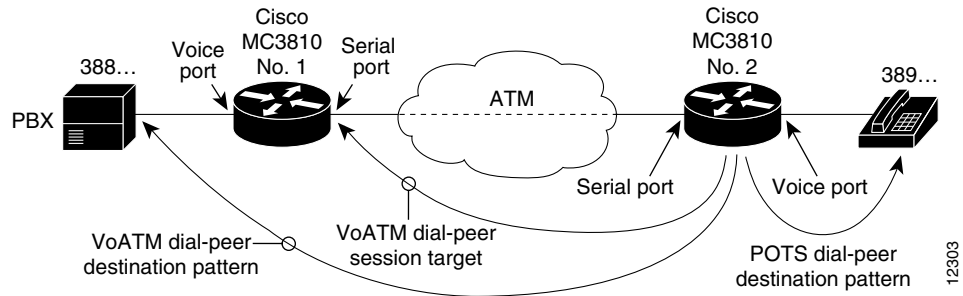 Cisco
MC3810
No. 1
Cisco
MC3810
No. 2
Voice
port
Serial
port
388...
389...
PBX
ATM
Serial port
Voice port
VoATM dial-peer
destination pattern
VoATM dial-peer
session target
POTS dial-peer
destination pattern
12303